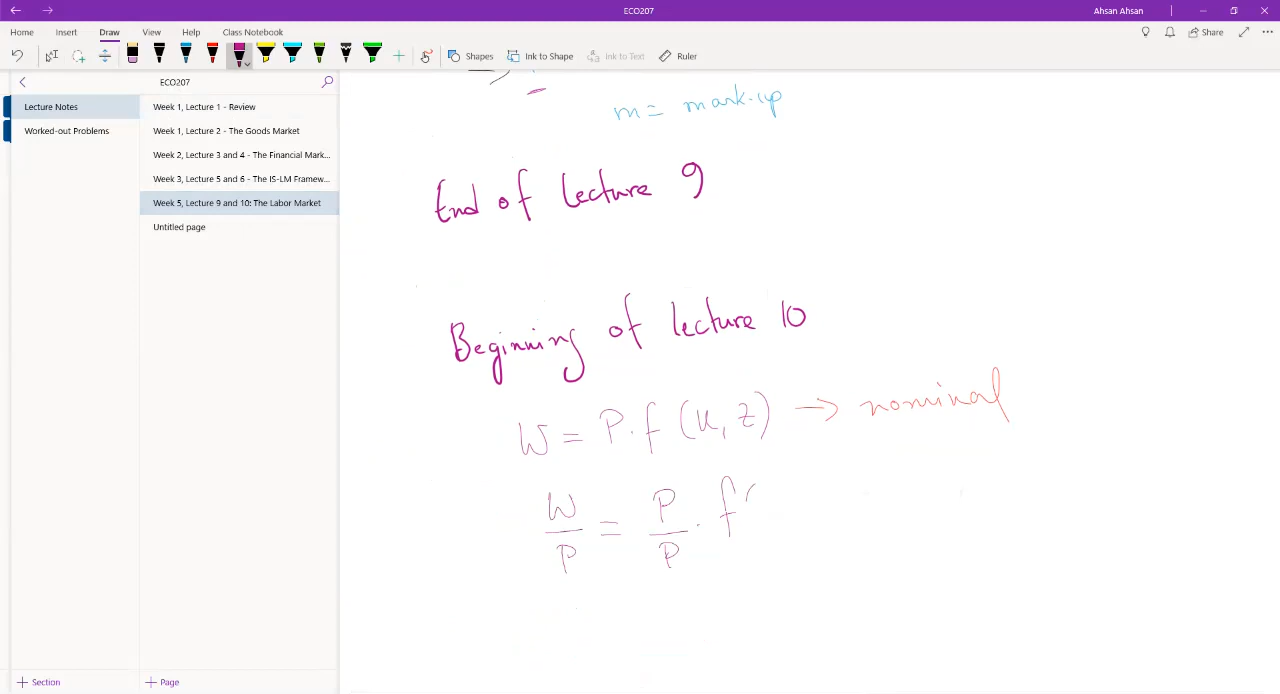 ECO207
Ahsan Ahsan
Home Insert Draw View Help Class Notebook
Share
Shapes Ink to Shape Ink to Text Ruler
ECO207
Lecture Notes
Worked-out Problems
Week 1, Lecture 1 - Review
Week 1, Lecture 2 - The Goods Market
Week 2, Lecture 3 and 4 - The Financial Mark...
Week 3, Lecture 5 and 6 - The IS-LM Framew...
Week 5, Lecture 9 and 10: The Labor Market
Untitled page
m = mark-up
End of lecture 9
Beginning of lecture 10
W = P.f (u, z) → nominal
W/P = P/P . f(
+ Section
+ Page